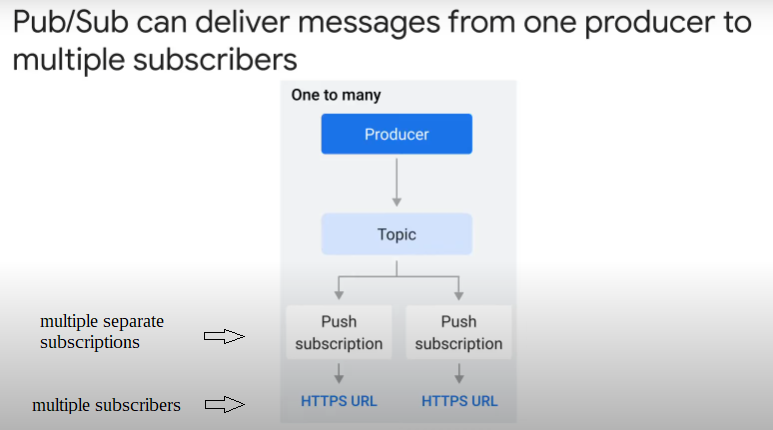 Pub/Sub can deliver messages from one producer to
multiple subscribers
One to many
Producer
Topic
multiple separate
subscriptions
Push
subscription
Push
subscription
multiple subscribers
HTTPS URL
HTTPS URL